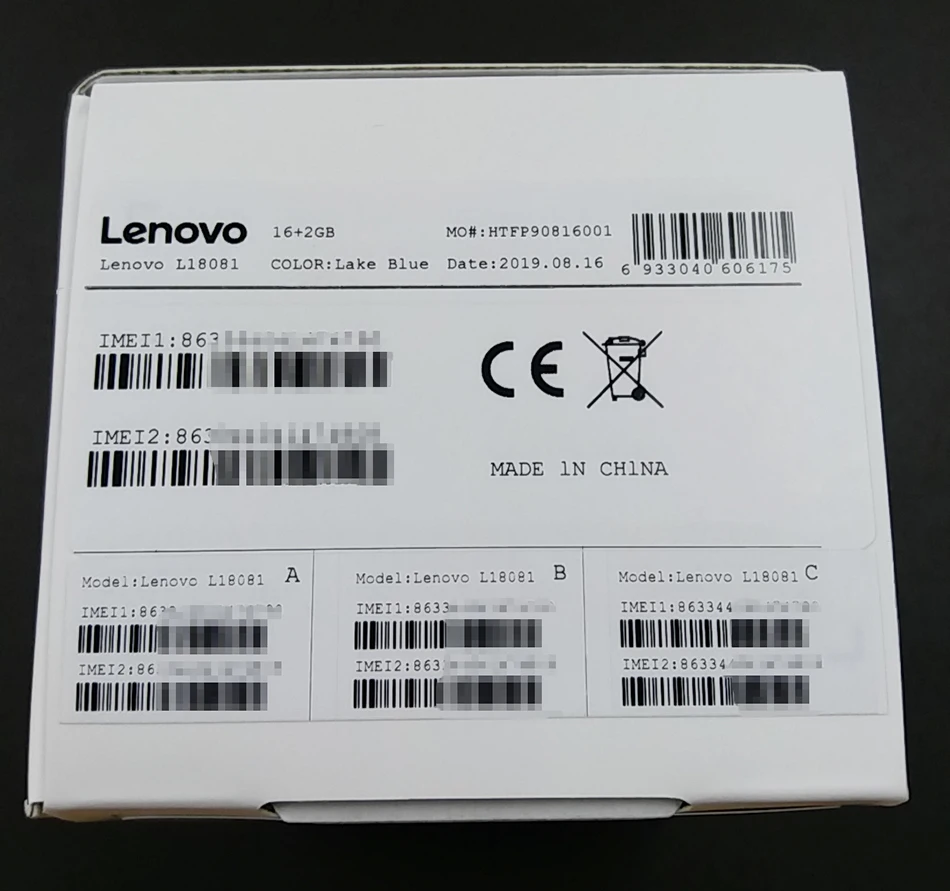 Lenovo 16+2GB MO#:HTFP90816001
Lenovo L18081 COLOR:Lake Blue Date:2019.08.16 6 933040 606175
IMEI1:863
CE
IMEI2:863
MADE lN CHlNA
Model:Lenovo L18081 A
IMEI1:863
IMEI2:86
Model:Lenovo L18081 B
IMEI1:8633
IMEI2:863
Model:Lenovo L18081 C
IMEI1:863344
IMEI2:86334